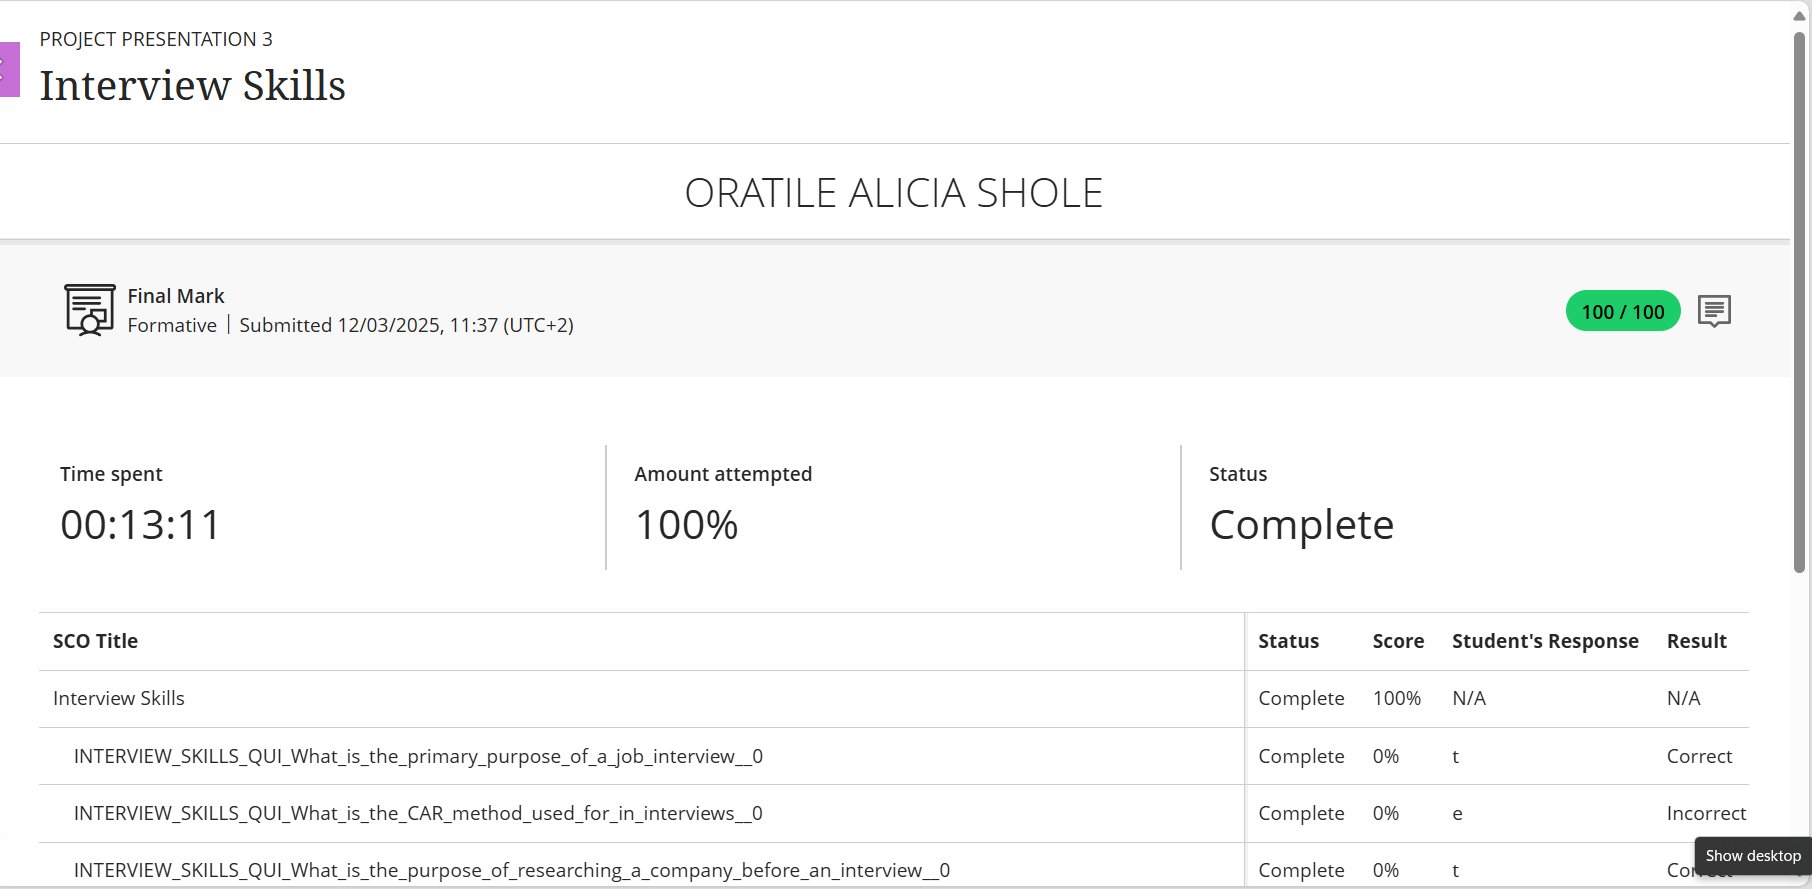 PROJECT PRESENTATION 3
Interview Skills
ORATILE ALICIA SHOLE
Final Mark
Formative | Submitted 12/03/2025, 11:37 (UTC+2)
100 / 100
Time spent
00:13:11
Amount attempted
100%
Status
Complete
SCO Title Status Score Student's Response Result
Interview Skills Complete 100% N/A N/A
INTERVIEW_SKILLS_QUI_What_is_the_primary_purpose_of_a_job_interview__0 Complete 0% t Correct
INTERVIEW_SKILLS_QUI_What_is_the_CAR_method_used_for_in_interviews__0 Complete 0% e Incorrect
INTERVIEW_SKILLS_QUI_What_is_the_purpose_of_researching_a_company_before_an_interview__0 Complete 0% t Correct
Show desktop